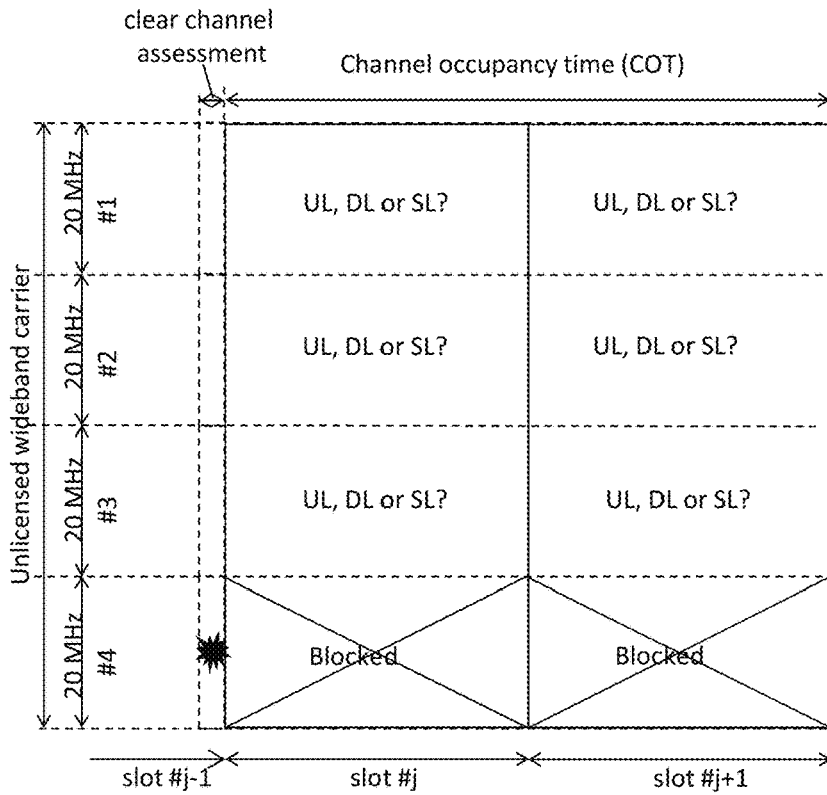 clear channel
assessment
Channel occupancy time (COT)
Unlicensed wideband carrier
20 MHz
#1
UL, DL or SL?
UL, DL or SL?
20 MHz
#2
UL, DL or SL?
UL, DL or SL?
20 MHz
#3
UL, DL or SL?
UL, DL or SL?
20 MHz
#4
Blocked
Blocked
slot #j-1
slot #j
slot #j+1